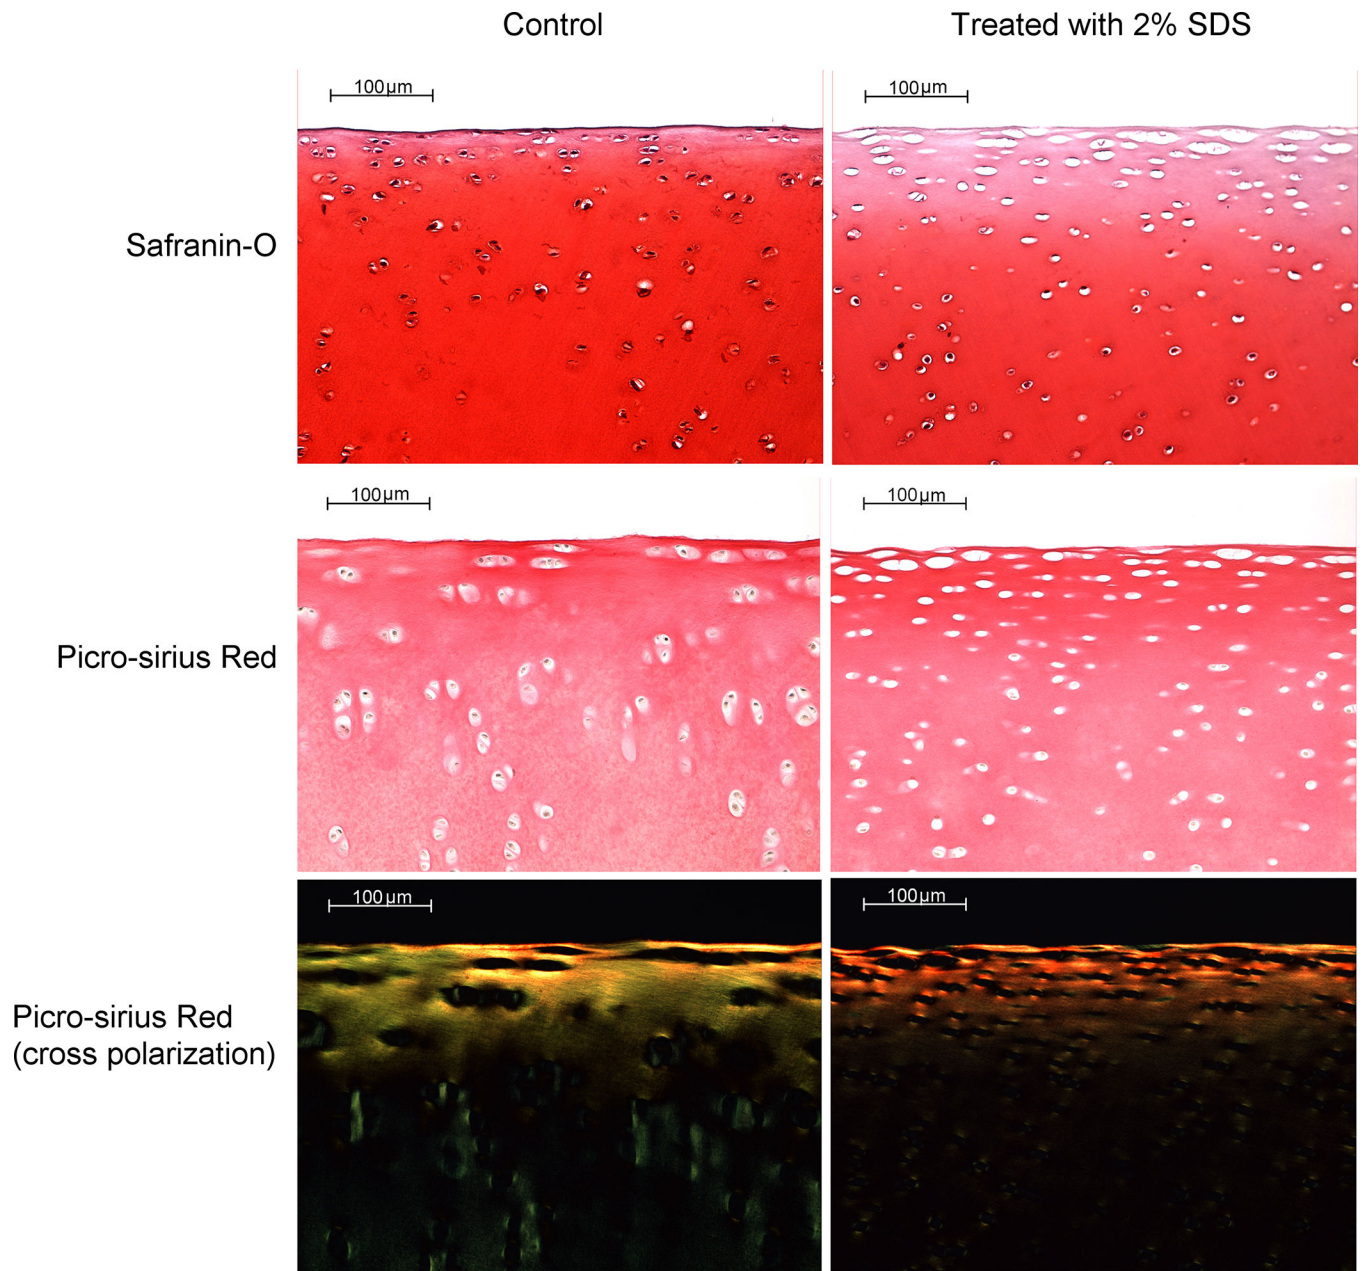 Control
Treated with 2% SDS
100µm
100µm
Safranin-O
100µm
100µm
Picro-sirius Red
100µm
100µm
Picro-sirius Red
(cross polarization)